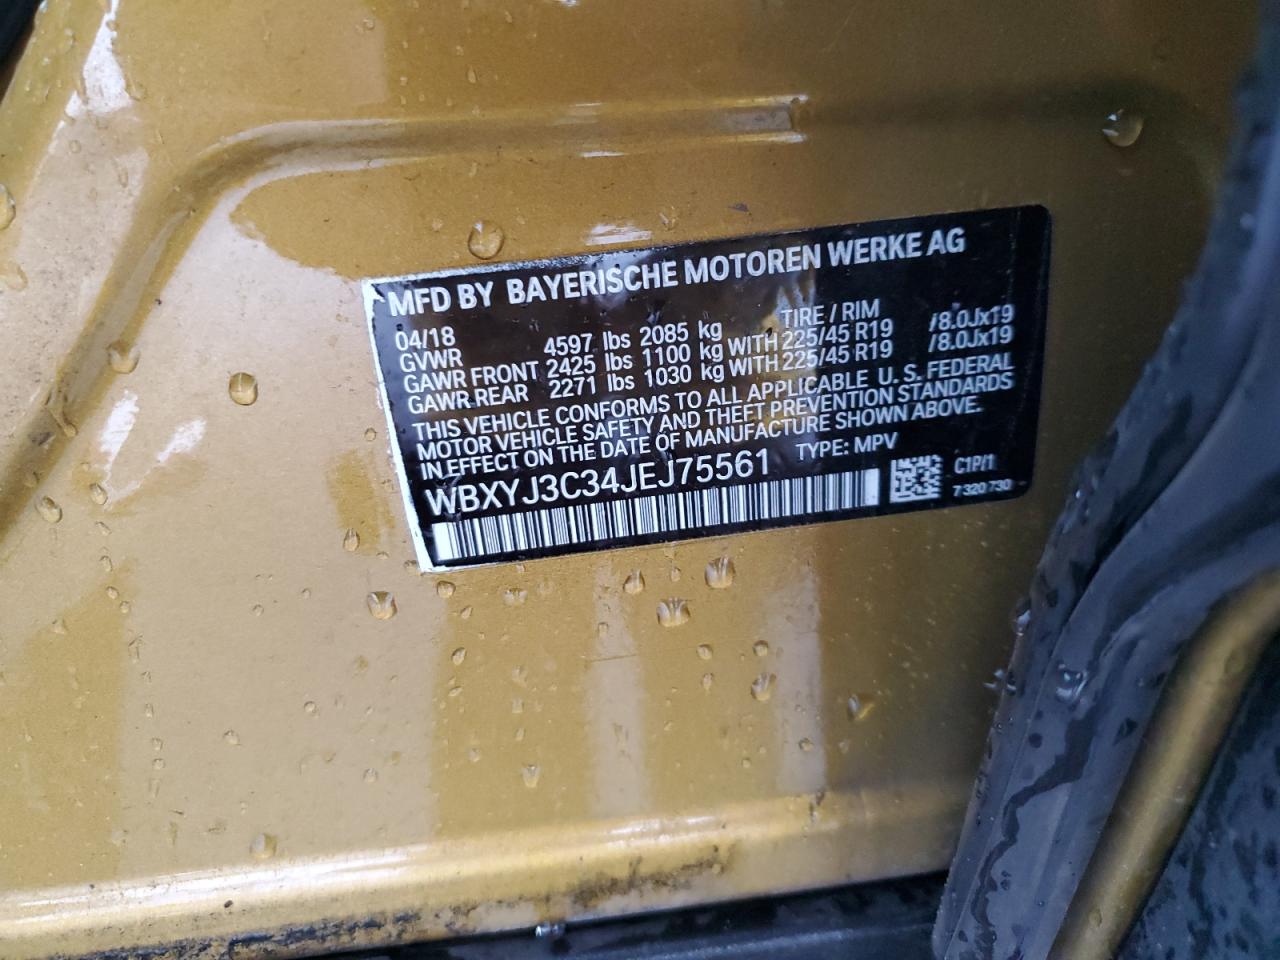 MFD BY BAYERISCHE MOTOREN WERKE AG
04/18 TIRE / RIM
GVWR 4597 lbs 2085 kg
GAWR FRONT 2425 lbs 1100 kg WITH 225/45 R19 /8.0Jx19
GAWR REAR 2271 lbs 1030 kg WITH 225/45 R19 /8.0Jx19
THIS VEHICLE CONFORMS TO ALL APPLICABLE U. S. FEDERAL
MOTOR VEHICLE SAFETY AND THEFT PREVENTION STANDARDS
IN EFFECT ON THE DATE OF MANUFACTURE SHOWN ABOVE.
WBXYJ3C34JEJ75561 TYPE: MPV
C1P/1
7 320 730